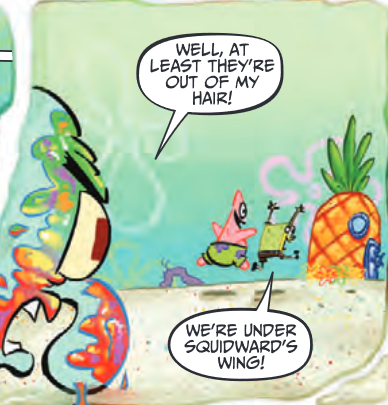 WELL, AT
LEAST THEY'RE
OUT OF MY
HAIR!
WE'RE UNDER
SQUIDWARD'S
WING!